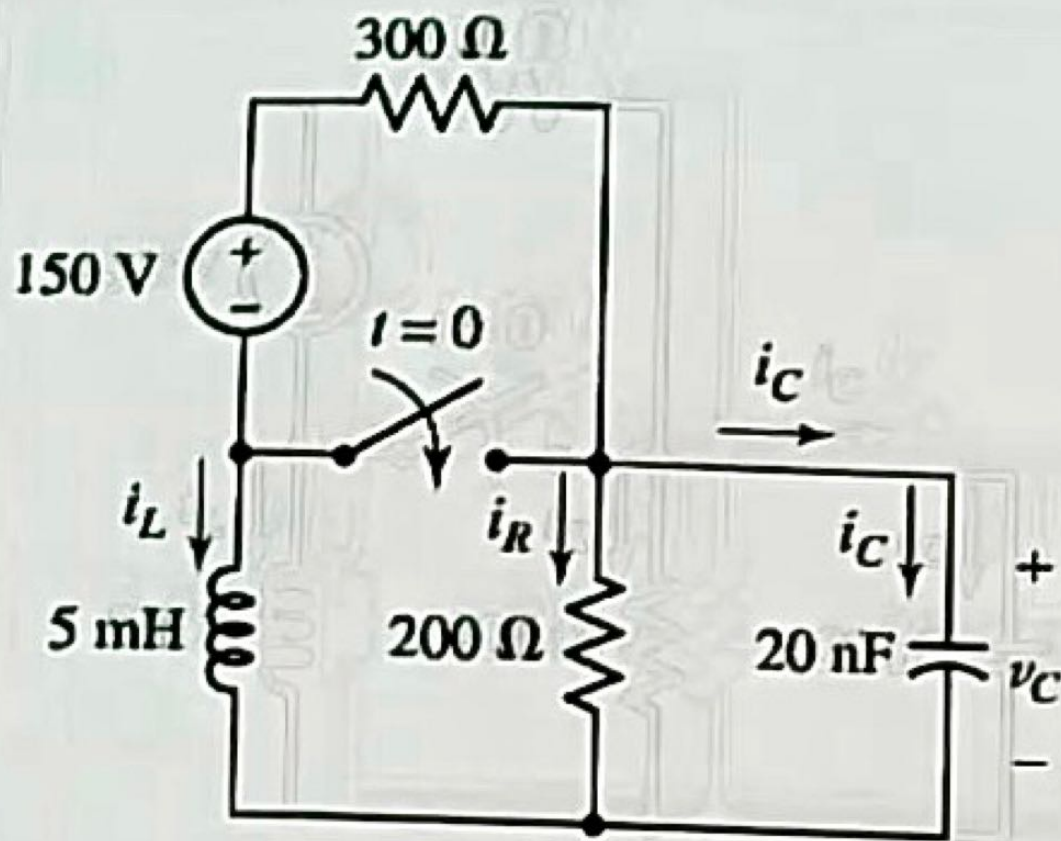 300 Ω
150 V
+
−
t = 0
i_C
i_L
i_R
i_C
+
5 mH
200 Ω
20 nF
v_C
−